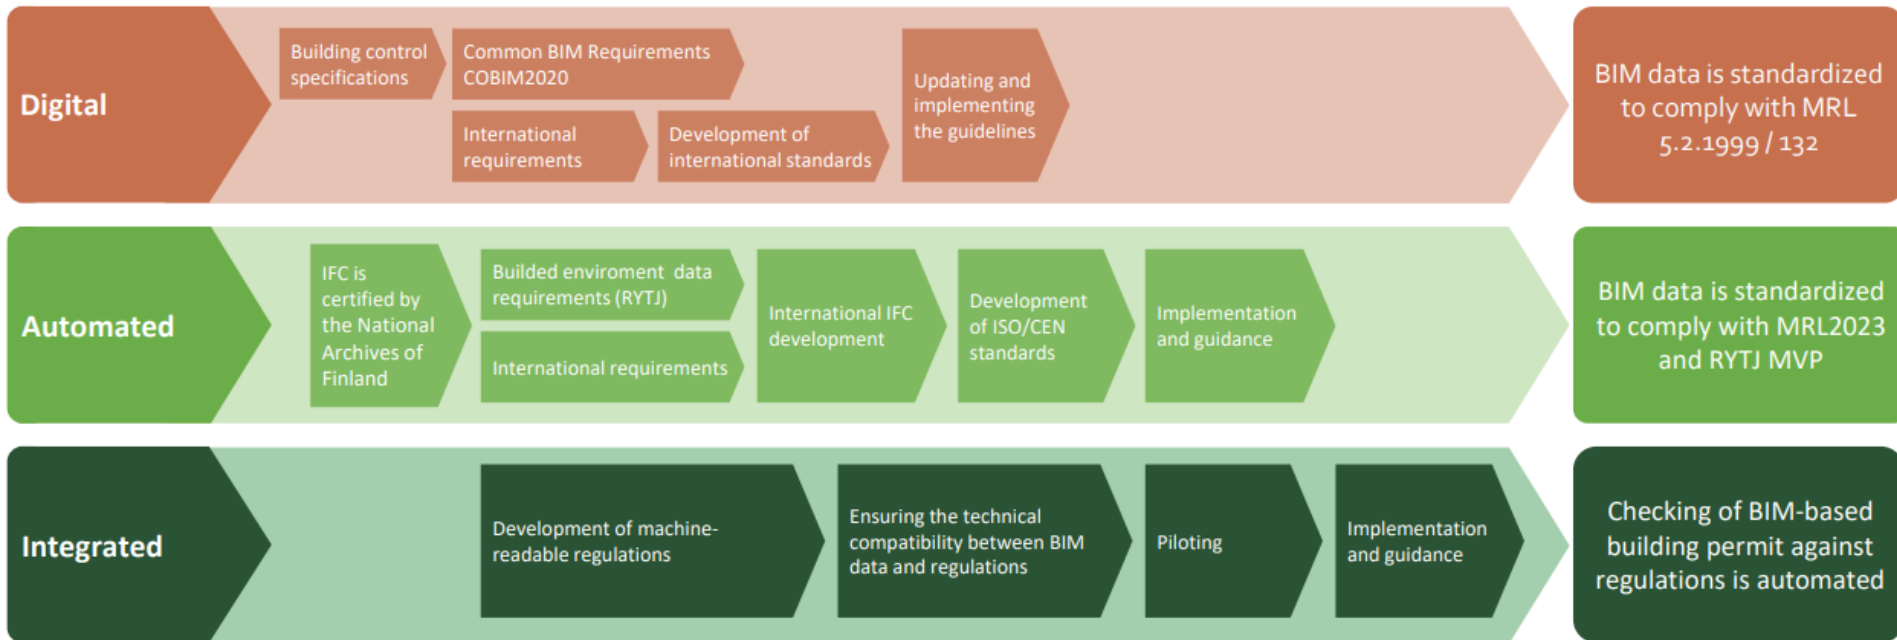 Digital
Building control
specifications
Common BIM Requirements
COBIM2020
International
requirements
Development of
international standards
Updating and
implementing
the guidelines
BIM data is standardized
to comply with MRL
5.2.1999 / 132
Automated
IFC is
certified by
the National
Archives of
Finland
Builded enviroment data
requirements (RYTJ)
International requirements
International IFC
development
Development
of ISO/CEN
standards
Implementation
and guidance
BIM data is standardized
to comply with MRL2023
and RYTJ MVP
Integrated
Development of machine-
readable regulations
Ensuring the technical
compatibility between BIM
data and regulations
Piloting
Implementation
and guidance
Checking of BIM-based
building permit against
regulations is automated